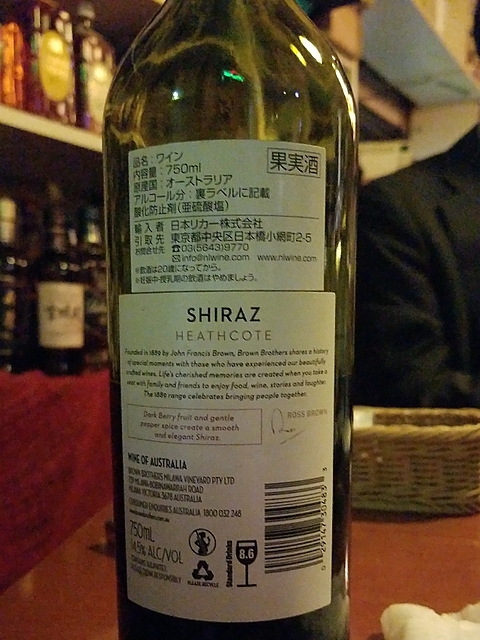 品名：ワイン
果実酒
内容量：750ml
原産国：オーストラリア
アルコール分：裏ラベルに記載
酸化防止剤（亜硫酸塩）
輸入者 日本リカー株式会社
引取先 東京都中央区日本橋小網町2-5
お問合せ先 ☎03(5643)9770
✉info@nlwine.com www.nlwine.com
※飲酒は20歳になってから。
※妊娠中・授乳期の飲酒はやめましょう。
SHIRAZ
HEATHCOTE
Founded in 1889 by John Francis Brown, Brown Brothers shares a history
of special moments with those who have experienced our beautifully
crafted wines. Life's cherished memories are created when you take a
seat with family and friends to enjoy food, wine, stories and laughter.
The 1889 range celebrates bringing people together.
Dark Berry fruit and gentle
pepper spice create a smooth
and elegant Shiraz.
ROSS BROWN
WINE OF AUSTRALIA
BROWN BROTHERS MILAWA VINEYARD PTY LTD
MILAWA-BOBINAWARRAH ROAD
MILAWA VICTORIA 3678 AUSTRALIA
CONSUMER ENQUIRIES AUSTRALIA 1800 032 248
750mL
14.5% ALC/VOL
CONTAINS SULPHITES
PLEASE DRINK RESPONSIBLY
PLEASE RECYCLE
Standard Drinks
8.6